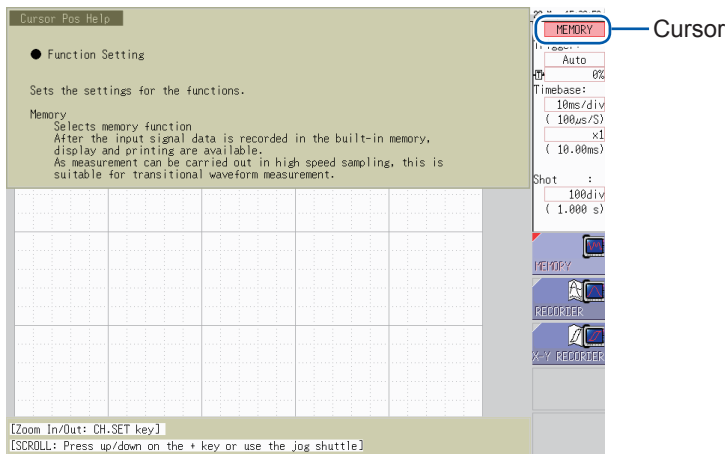 Cursor Pos Help
● Function Setting
Sets the settings for the functions.
Memory
Selects memory function
After the input signal data is recorded in the built-in memory,
display and printing are available.
As measurement can be carried out in high speed sampling, this is
suitable for transitional waveform measurement.
[Zoom In/Out: CH.SET key]
[SCROLL: Press up/down on the + key or use the jog shuttle]
MEMORY
Cursor
Auto
0%
Timebase:
10ms/div
( 100µs/S)
x1
( 10.00ms)
Shot :
100div
( 1.000 s)
MEMORY
RECORDER
X-Y RECORDER